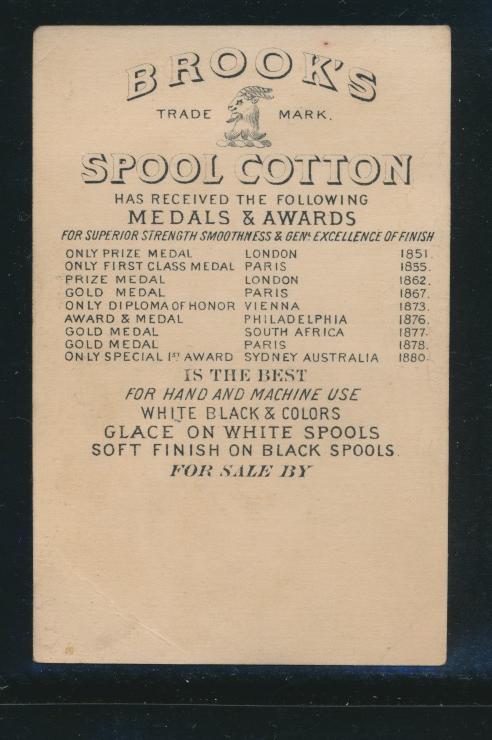 BROOK'S
TRADE MARK.
SPOOL COTTON
HAS RECEIVED THE FOLLOWING
MEDALS & AWARDS
FOR SUPERIOR STRENGTH SMOOTHNESS & GENL EXCELLENCE OF FINISH
ONLY PRIZE MEDAL LONDON 1851.
ONLY FIRST CLASS MEDAL PARIS 1855.
PRIZE MEDAL LONDON 1862.
GOLD MEDAL PARIS 1867.
ONLY DIPLOMA OF HONOR VIENNA 1873.
AWARD & MEDAL PHILADELPHIA 1876.
GOLD MEDAL SOUTH AFRICA 1877.
GOLD MEDAL PARIS 1878.
ONLY SPECIAL 1ST AWARD SYDNEY AUSTRALIA 1880.
IS THE BEST
FOR HAND AND MACHINE USE
WHITE BLACK & COLORS
GLACE ON WHITE SPOOLS
SOFT FINISH ON BLACK SPOOLS.
FOR SALE BY